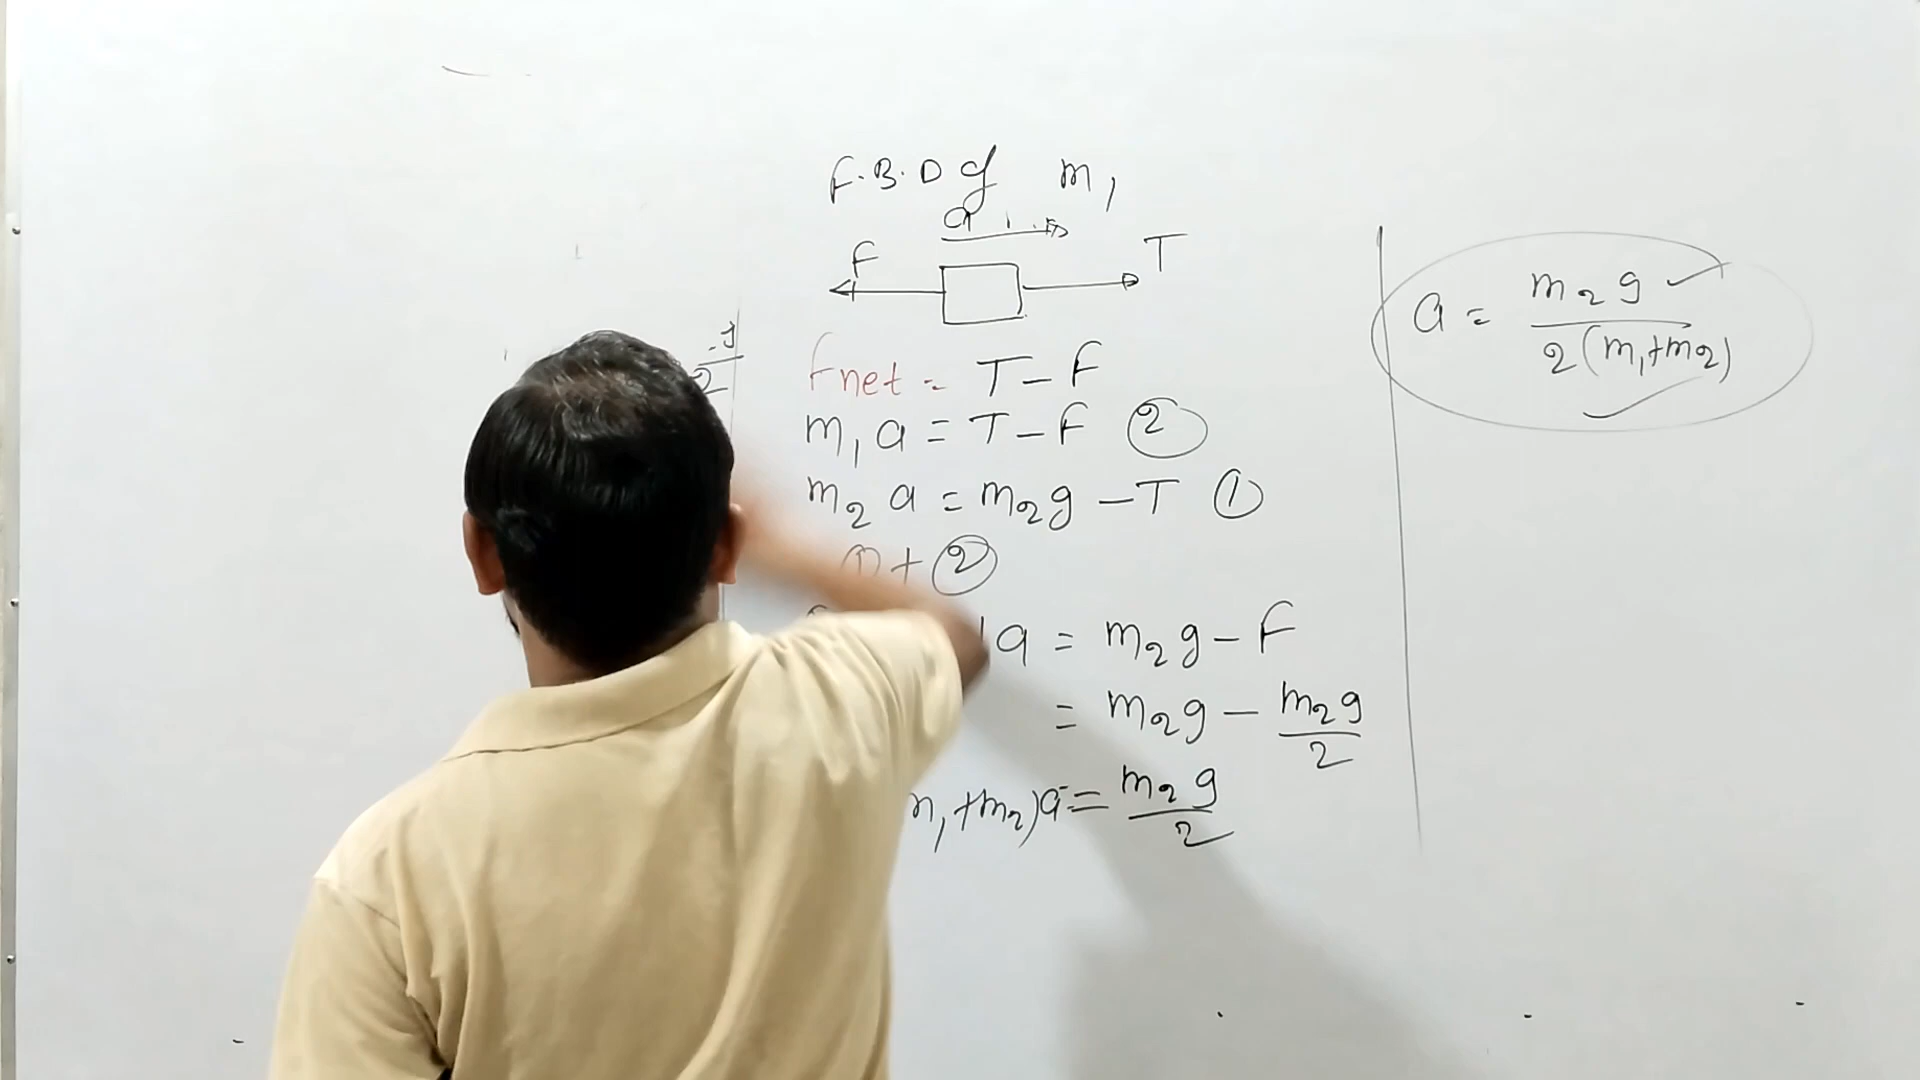 F.B.D of m₁
a
F T
Fnet = T - F
m₁a = T - F ②
m₂a = m₂g - T ①
① + ②
a = m₂g - F
= m₂g - m₂g/2
m₁+m₂)a = m₂g/2
a = m₂g/2(m₁+m₂)
2